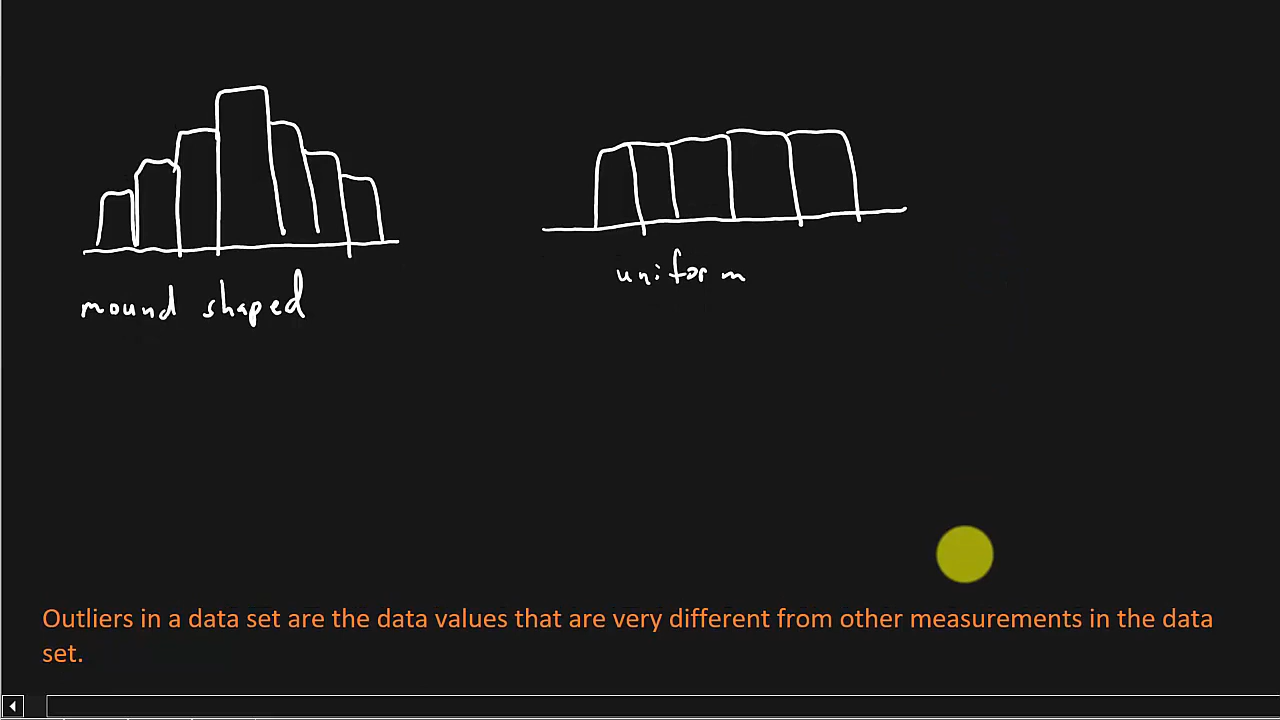 mound shaped
uniform
Outliers in a data set are the data values that are very different from other measurements in the data
set.